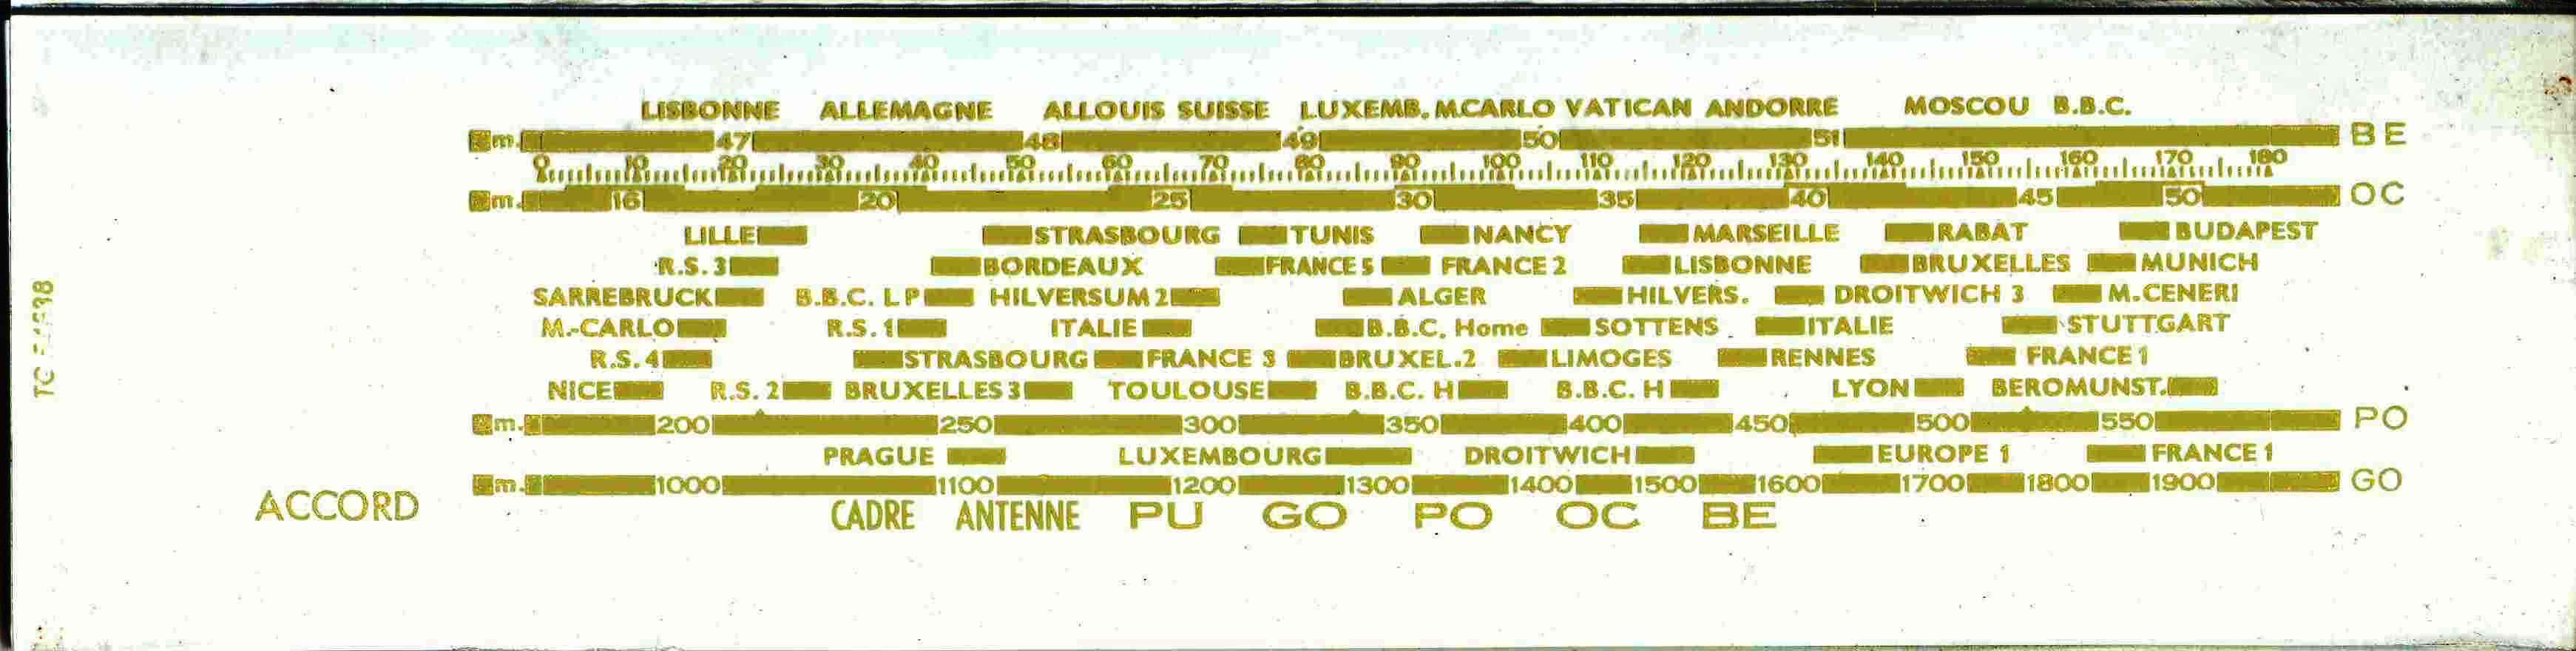 LISBONNE ALLEMAGNE ALLOUIS SUISSE LUXEMB. M.CARLO VATICAN ANDORRE MOSCOU B.B.C.
m. 47 48 49 50 51 BE
0 10 20 30 40 50 60 70 80 90 100 110 120 130 140 150 160 170 180
m. 16 20 25 30 35 40 45 50 OC
LILLE STRASBOURG TUNIS NANCY MARSEILLE RABAT BUDAPEST
R.S. 3 BORDEAUX FRANCE 5 FRANCE 2 LISBONNE BRUXELLES MUNICH
SARREBRUCK B.B.C. L P HILVERSUM 2 ALGER HILVERS. DROITWICH 3 M.CENERI
M.-CARLO R.S. 1 ITALIE B.B.C. Home SOTTENS ITALIE STUTTGART
R.S. 4 STRASBOURG FRANCE 3 BRUXEL.2 LIMOGES RENNES FRANCE 1
NICE R.S. 2 BRUXELLES 3 TOULOUSE B.B.C. H B.B.C. H LYON BEROMUNST.
m. 200 250 300 350 400 450 500 550 PO
PRAGUE LUXEMBOURG DROITWICH EUROPE 1 FRANCE 1
m. 1000 1100 1200 1300 1400 1500 1600 1700 1800 1900 GO
ACCORD CADRE ANTENNE PU GO PO OC BE
TC